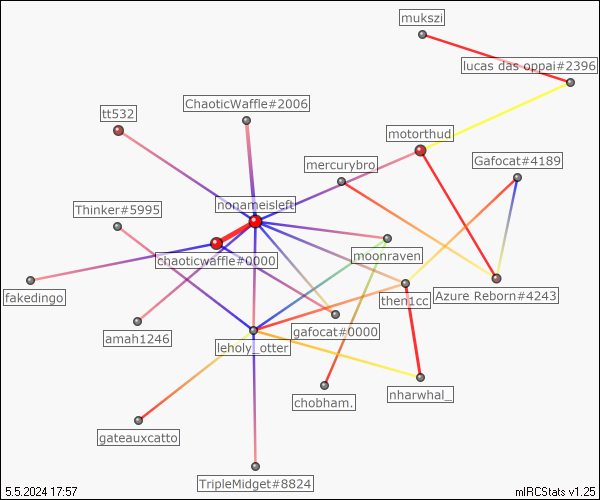 mukszi
lucas das oppai#2396
ChaoticWaffle#2006
tt532
motorthud
Gafocat#4189
mercurybro
nonameisleft
Thinker#5995
moonraven
chaoticwaffle#0000
fakedingo
then1cc
Azure Reborn#4243
gafocat#0000
amah1246
leholy_otter
nharwhal_
chobham.
gateauxcatto
TripleMidget#8824
5.5.2024 17:57
mIRCStats v1.25